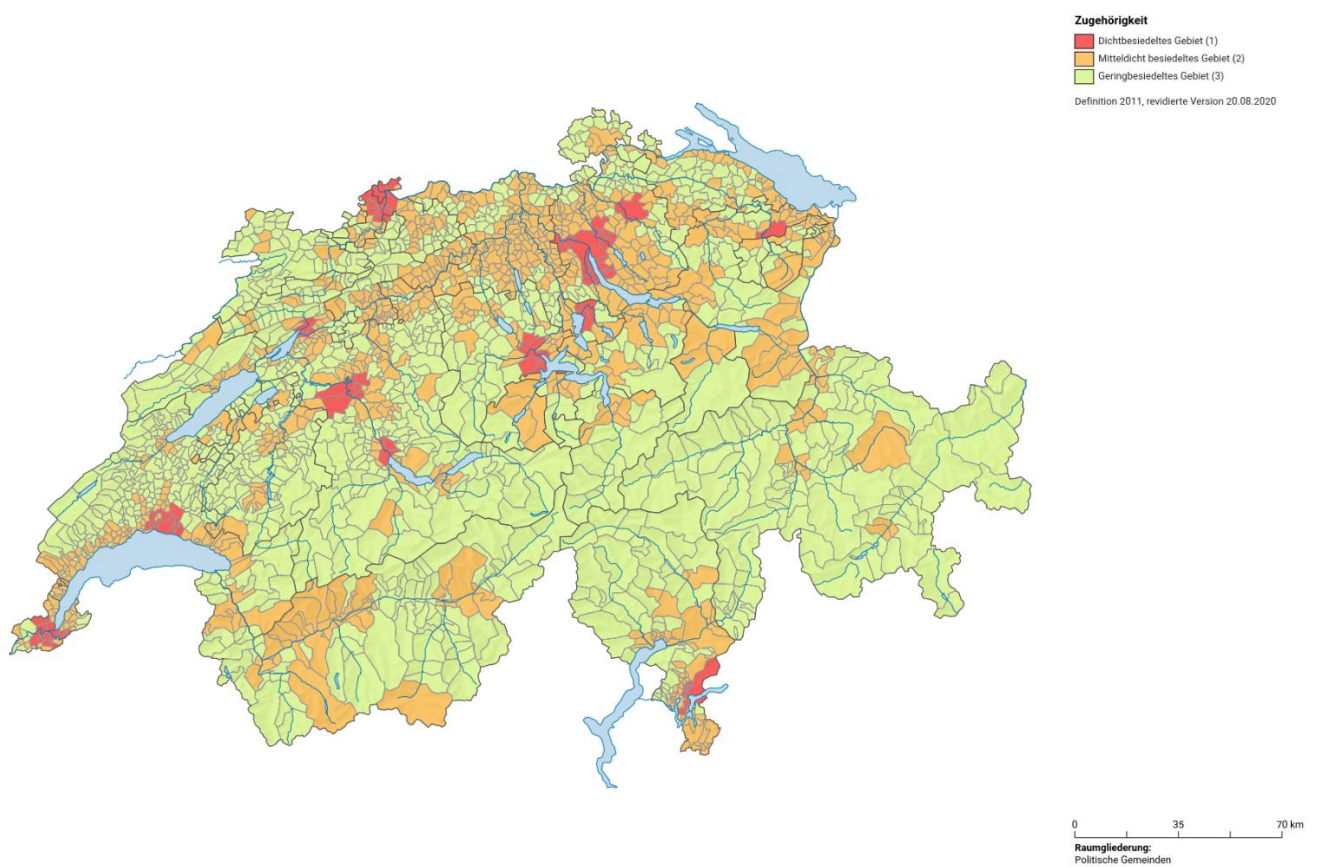 Zugehörigkeit
Dichtbesiedeltes Gebiet (1)
Mitteldicht besiedeltes Gebiet (2)
Geringbesiedeltes Gebiet (3)
Definition 2011, revidierte Version 20.08.2020
0 35 70 km
Raumgliederung:
Politische Gemeinden